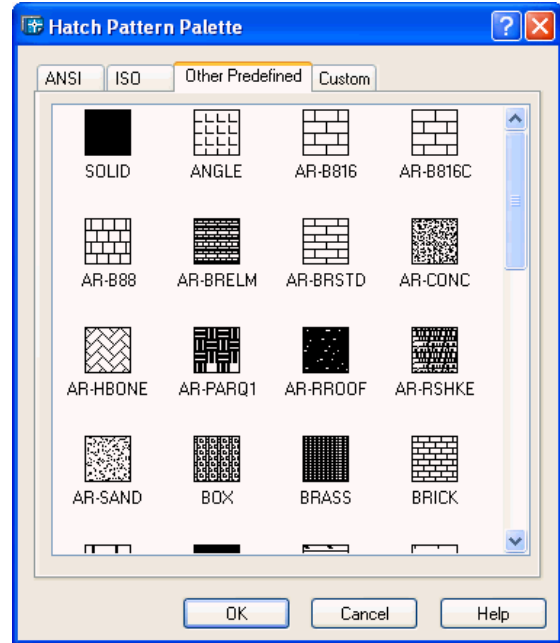 Hatch Pattern Palette
ANSI ISO Other Predefined Custom
SOLID ANGLE AR-B816 AR-B816C
AR-B88 AR-BRELM AR-BRSTD AR-CONC
AR-HBONE AR-PARQ1 AR-RROOF AR-RSHKE
AR-SAND BOX BRASS BRICK
OK Cancel Help